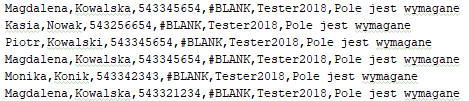 Magdalena,Kowalska,543345654,#BLANK,Tester2018,Pole jest wymagane
Kasia,Nowak,543256654,#BLANK,Tester2018,Pole jest wymagane
Piotr,Kowalski,543345654,#BLANK,Tester2018,Pole jest wymagane
Magdalena,Kowalska,543345654,#BLANK,Tester2018,Pole jest wymagane
Monika,Konik,543342343,#BLANK,Tester2018,Pole jest wymagane
Magdalena,Kowalska,543321234,#BLANK,Tester2018,Pole jest wymagane